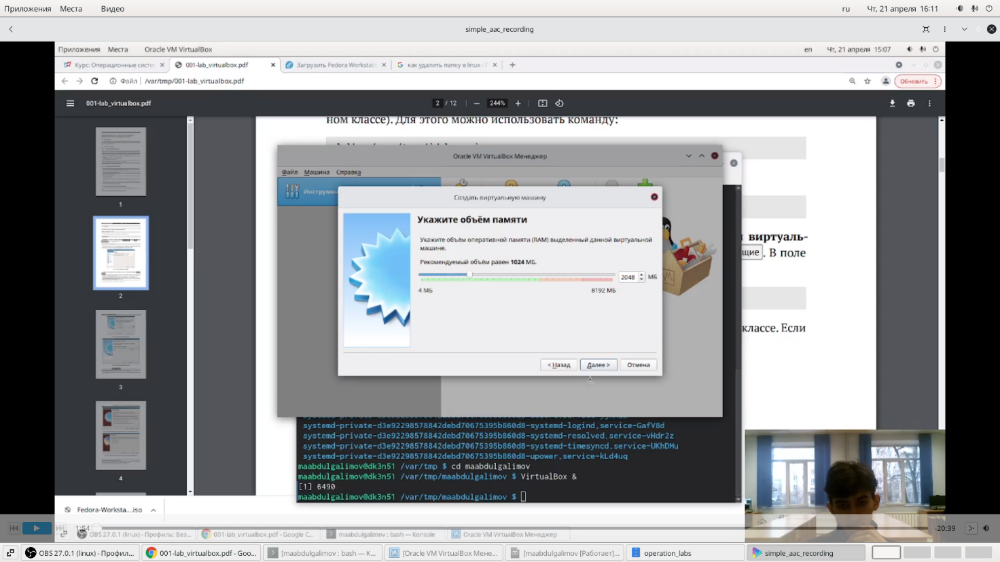 Приложения Места Видео ru Чт, 21 апреля 16:11
simple_aac_recording
Приложения Места Oracle VM VirtualBox en Чт, 21 апреля 15:07
Курс: Операционные систе 001-lab_virtualbox.pdf Загрузить Fedora Workstat как удалить папку в linux -
Файл /var/tmp/001-lab_virtualbox.pdf Обновить
001-lab_virtualbox.pdf 2 / 12 244%
ном классе). Для этого можно использовать команду:
Oracle VM VirtualBox Менеджер
Файл Машина Справка
Инструмен
Создать виртуальную машину
1
Укажите объём памяти
виртуаль-
Укажите объём оперативной памяти (RAM) выделенный данной виртуальной
машине.
щие . В поле
Рекомендуемый объём равен 1024 МБ.
2048 МБ
4 МБ 8192 МБ
2
классе. Если
< Назад Далее > Отмена
3
systemd-private-d3e92298578842debd70675395b860d8-systemd-logind.service-GafV8d
systemd-private-d3e92298578842debd70675395b860d8-systemd-resolved.service-vHdr2z
systemd-private-d3e92298578842debd70675395b860d8-systemd-timesyncd.service-UKhDMu
systemd-private-d3e92298578842debd70675395b860d8-upower.service-kLd4uq
maabdulgalimov@dk3n51 /var/tmp $ cd maabdulgalimov
maabdulgalimov@dk3n51 /var/tmp/maabdulgalimov $ VirtualBox &
[1] 6490
maabdulgalimov@dk3n51 /var/tmp/maabdulgalimov $
4
Fedora-Worksta....iso
1:54 -20:39
OBS 27.0.1 (linux) - Профиль: Без... 001-lab_virtualbox.pdf - Google C... maabdulgalimov : bash — Konsole Oracle VM VirtualBox Менеджер
OBS 27.0.1 (linux) - Профил... 001-lab_virtualbox.pdf - Goo... [maabdulgalimov : bash — K... [Oracle VM VirtualBox Мене... [maabdulgalimov [Работает]... operation_labs simple_aac_recording